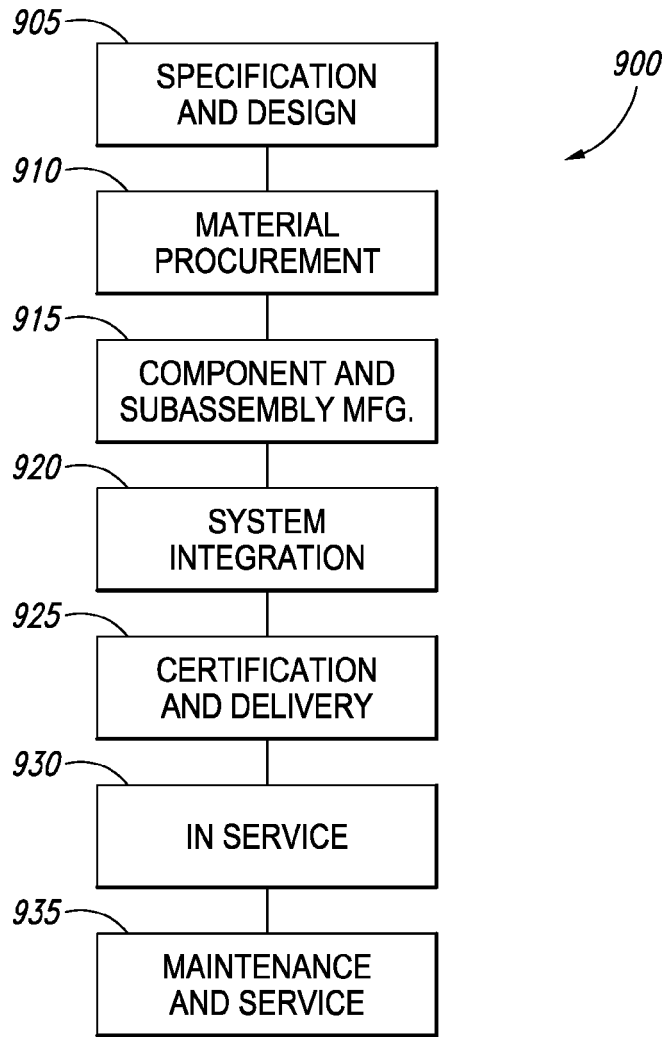 905
SPECIFICATION
AND DESIGN
900
910
MATERIAL
PROCUREMENT
915
COMPONENT AND
SUBASSEMBLY MFG.
920
SYSTEM
INTEGRATION
925
CERTIFICATION
AND DELIVERY
930
IN SERVICE
935
MAINTENANCE
AND SERVICE